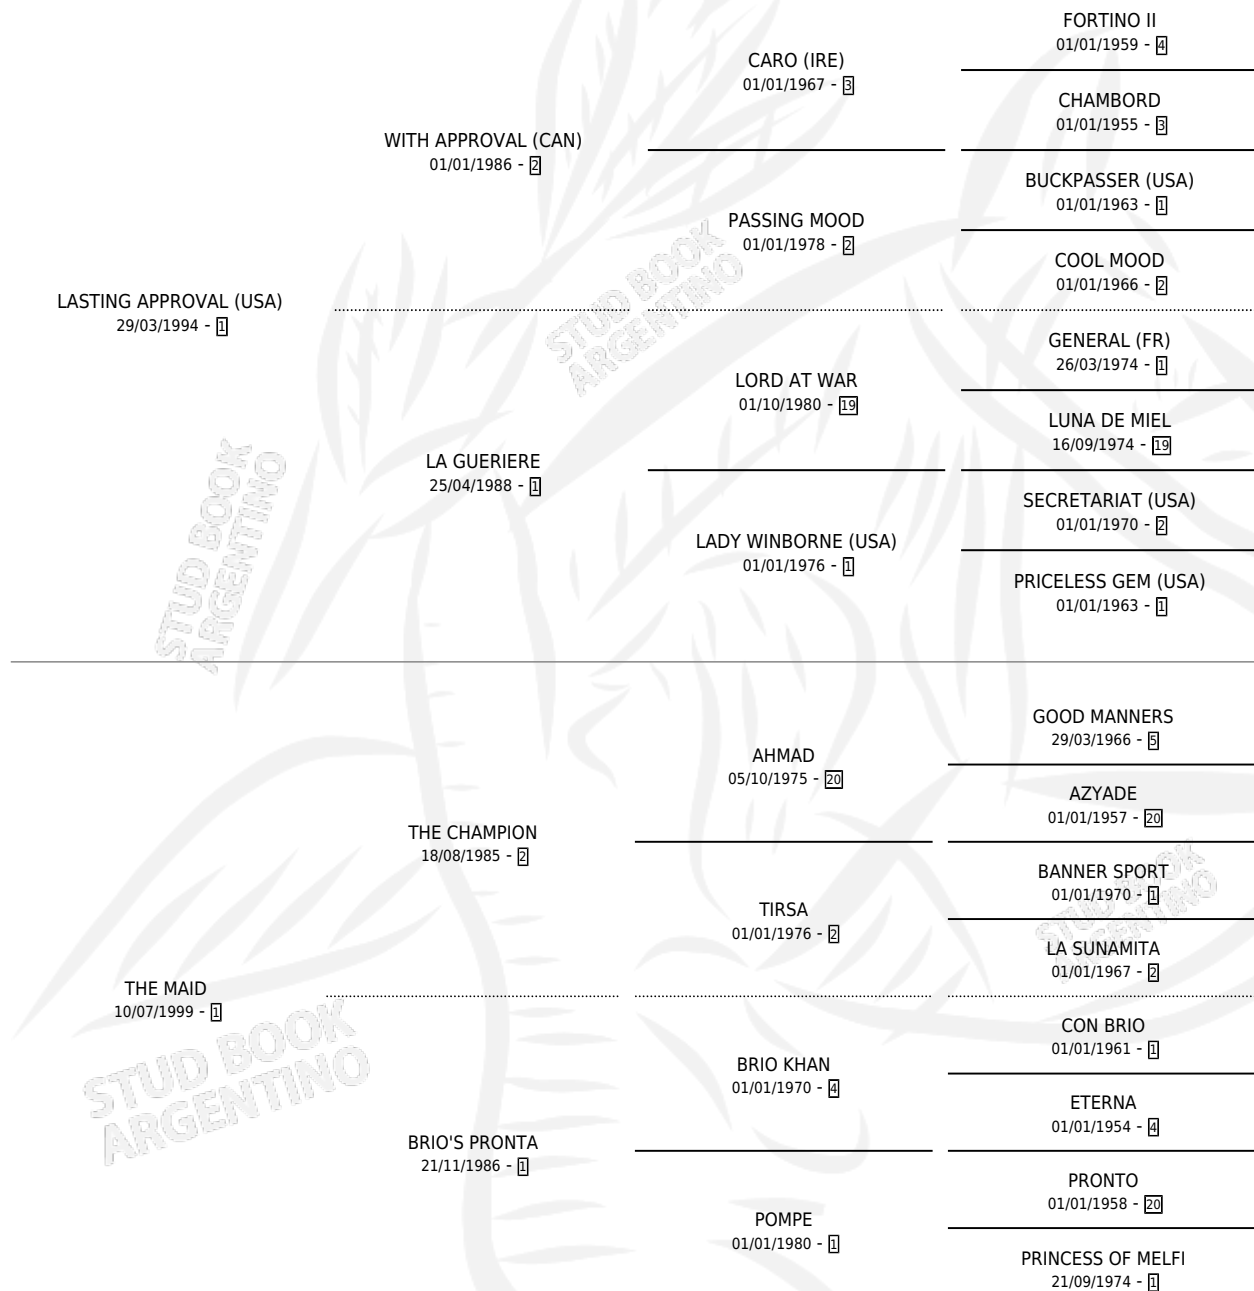 FORTINO II
01/01/1959 - 4
CARO (IRE)
01/01/1967 - 3
CHAMBORD
01/01/1955 - 3
WITH APPROVAL (CAN)
01/01/1986 - 2
BUCKPASSER (USA)
01/01/1963 - 1
PASSING MOOD
01/01/1978 - 2
COOL MOOD
01/01/1966 - 2
LASTING APPROVAL (USA)
29/03/1994 - 1
GENERAL (FR)
26/03/1974 - 1
LORD AT WAR
01/10/1980 - 19
LUNA DE MIEL
16/09/1974 - 19
LA GUERIERE
25/04/1988 - 1
SECRETARIAT (USA)
01/01/1970 - 2
LADY WINBORNE (USA)
01/01/1976 - 1
PRICELESS GEM (USA)
01/01/1963 - 1
GOOD MANNERS
29/03/1966 - 5
AHMAD
05/10/1975 - 20
AZYADE
01/01/1957 - 20
THE CHAMPION
18/08/1985 - 2
BANNER SPORT
01/01/1970 - 1
TIRSA
01/01/1976 - 2
LA SUNAMITA
01/01/1967 - 2
THE MAID
10/07/1999 - 1
CON BRIO
01/01/1961 - 1
BRIO KHAN
01/01/1970 - 4
ETERNA
01/01/1954 - 4
BRIO'S PRONTA
21/11/1986 - 1
PRONTO
01/01/1958 - 20
POMPE
01/01/1980 - 1
PRINCESS OF MELFI
21/09/1974 - 1
STUD BOOK
ARGENTINO
STUD BOOK
ARGENTINO
STUD BOOK
ARGENTINO
STUD BOOK
ARGENTINO